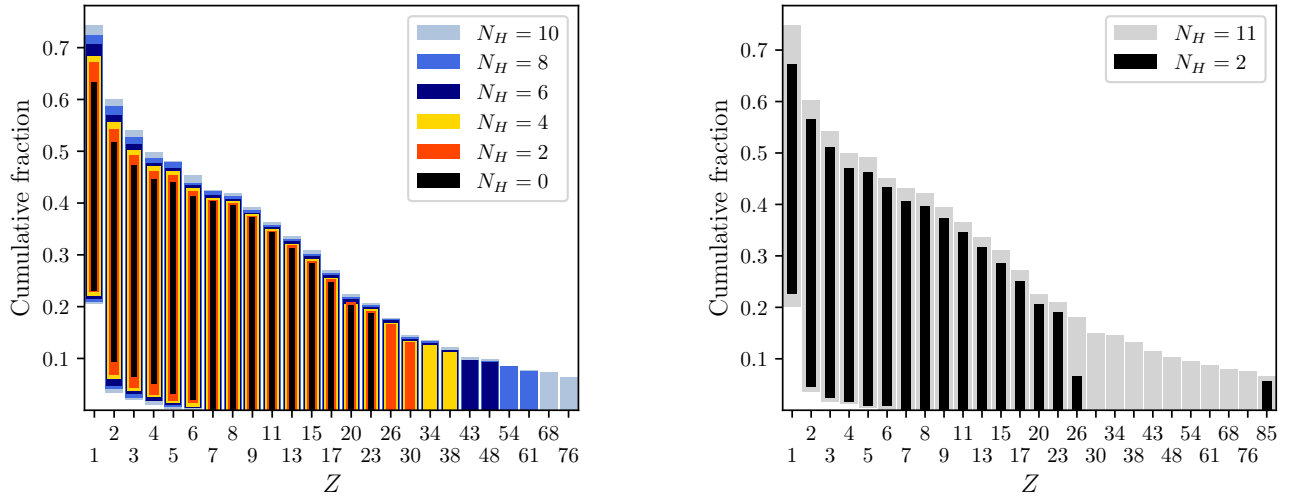 Cumulative fraction
0.7
0.6
0.5
0.4
0.3
0.2
0.1
N_H = 10
N_H = 8
N_H = 6
N_H = 4
N_H = 2
N_H = 0
2 4 6 8 11 15 20 26 34 43 54 68
1 3 5 7 9 13 17 23 30 38 48 61 76
Z
Cumulative fraction
0.7
0.6
0.5
0.4
0.3
0.2
0.1
N_H = 11
N_H = 2
2 4 6 8 11 15 20 26 34 43 54 68 85
1 3 5 7 9 13 17 23 30 38 48 61 76
Z